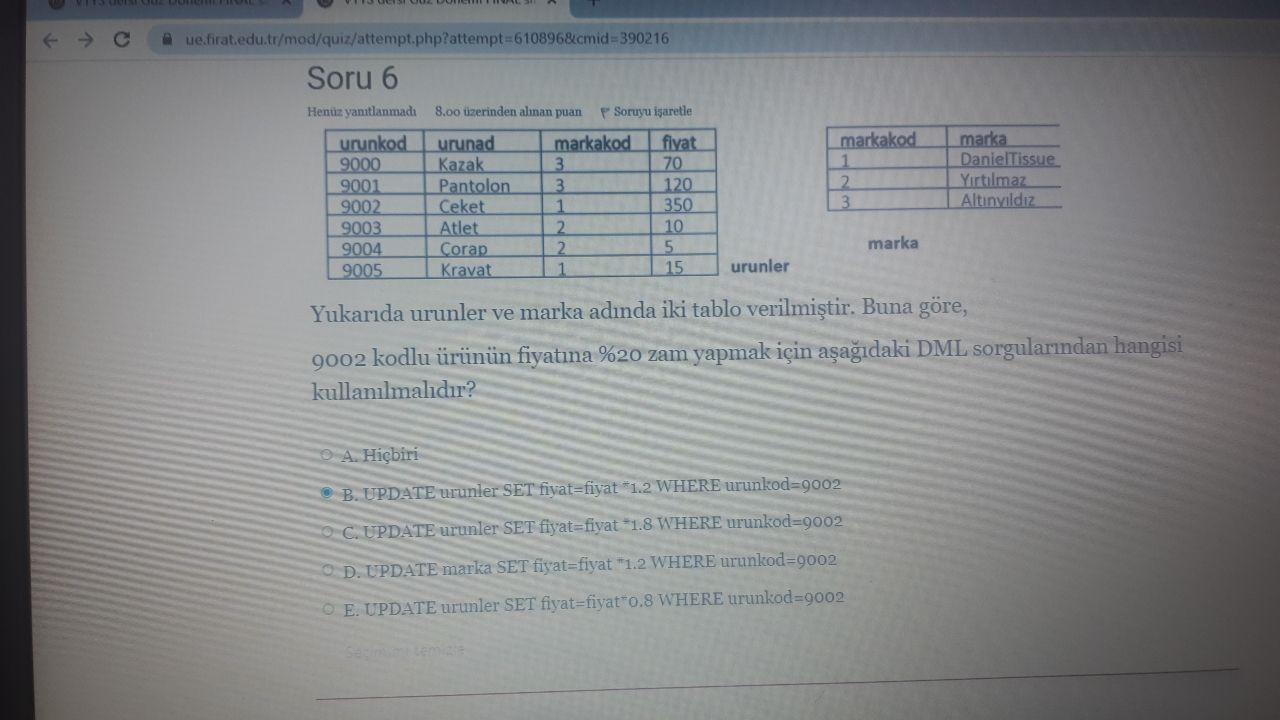 ue.firat.edu.tr/mod/quiz/attempt.php?attempt=610896&cmid=390216
Soru 6
Henüz yanıtlanmadı 8.00 üzerinden alınan puan Soruyu işaretle
urunkod urunad markakod fiyat
9000 Kazak 3 70
9001 Pantolon 3 120
9002 Ceket 1 350
9003 Atlet 2 10
9004 Çorap 2 5
9005 Kravat 1 15
urunler
markakod marka
1 DanielTissue
2 Yırtılmaz
3 Altınyıldız
marka
Yukarıda urunler ve marka adında iki tablo verilmiştir. Buna göre,
9002 kodlu ürünün fiyatına %20 zam yapmak için aşağıdaki DML sorgularından hangisi
kullanılmalıdır?
A. Hiçbiri
B. UPDATE urunler SET fiyat=fiyat *1.2 WHERE urunkod=9002
C. UPDATE urunler SET fiyat=fiyat *1.8 WHERE urunkod=9002
D. UPDATE marka SET fiyat=fiyat *1.2 WHERE urunkod=9002
E. UPDATE urunler SET fiyat=fiyat*0.8 WHERE urunkod=9002
Seçimimi temizle